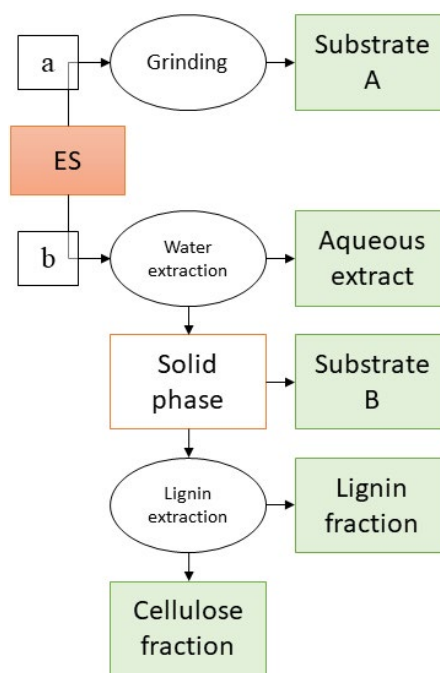 a
Grinding
Substrate
A
ES
b
Water
extraction
Aqueous
extract
Solid
phase
Substrate
B
Lignin
extraction
Lignin
fraction
Cellulose
fraction